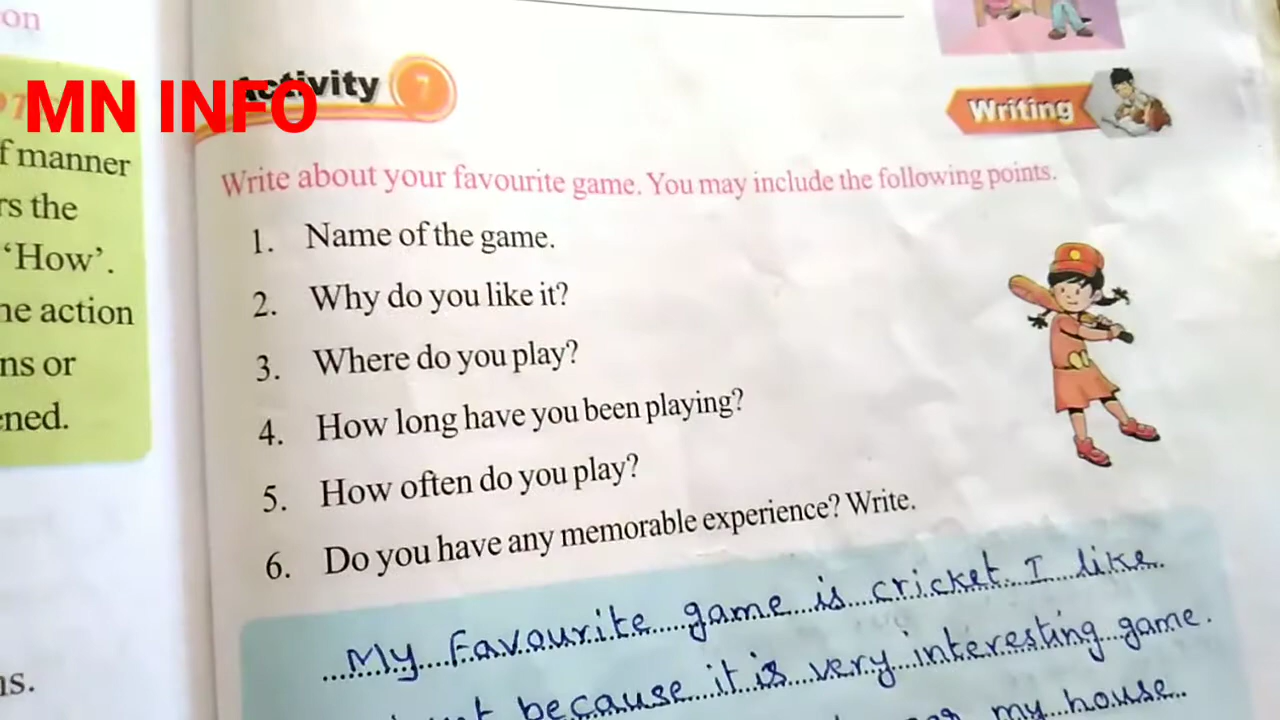 on
MN INFO
Activity 7
Writing
7
f manner
rs the
'How'.
he action
ns or
ened.
ns.
Write about your favourite game. You may include the following points.
1. Name of the game.
2. Why do you like it?
3. Where do you play?
4. How long have you been playing?
5. How often do you play?
6. Do you have any memorable experience? Write.
My favourite game is cricket I like
because it is very interesting game.
my house